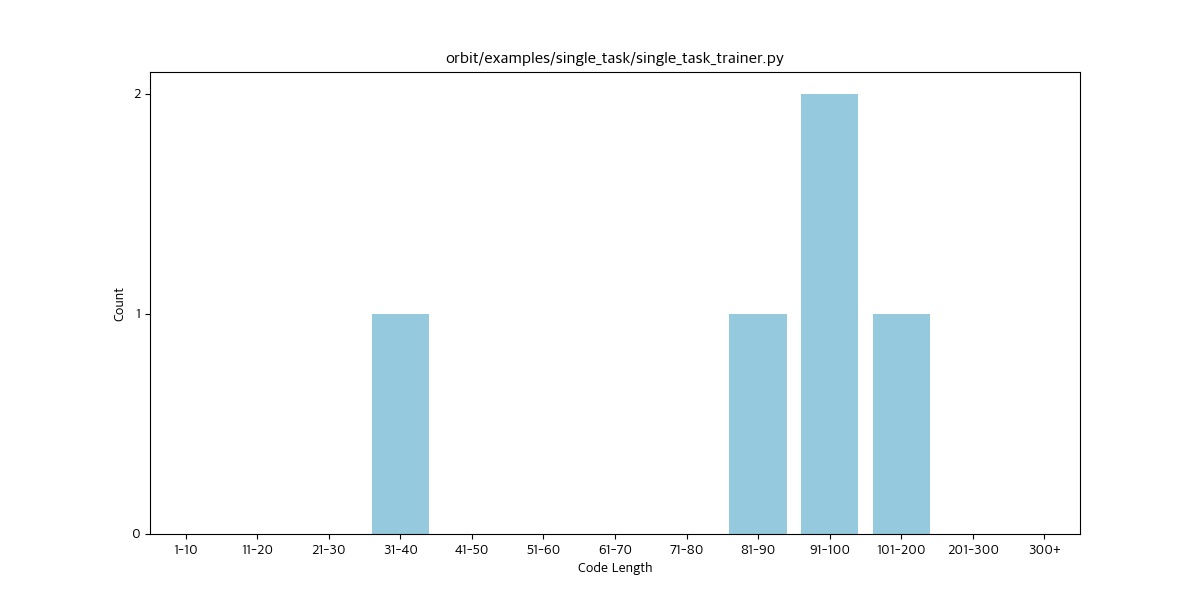 orbit/examples/single_task/single_task_trainer.py
2
1
0
Count
1-10 11-20 21-30 31-40 41-50 51-60 61-70 71-80 81-90 91-100 101-200 201-300 300+
Code Length